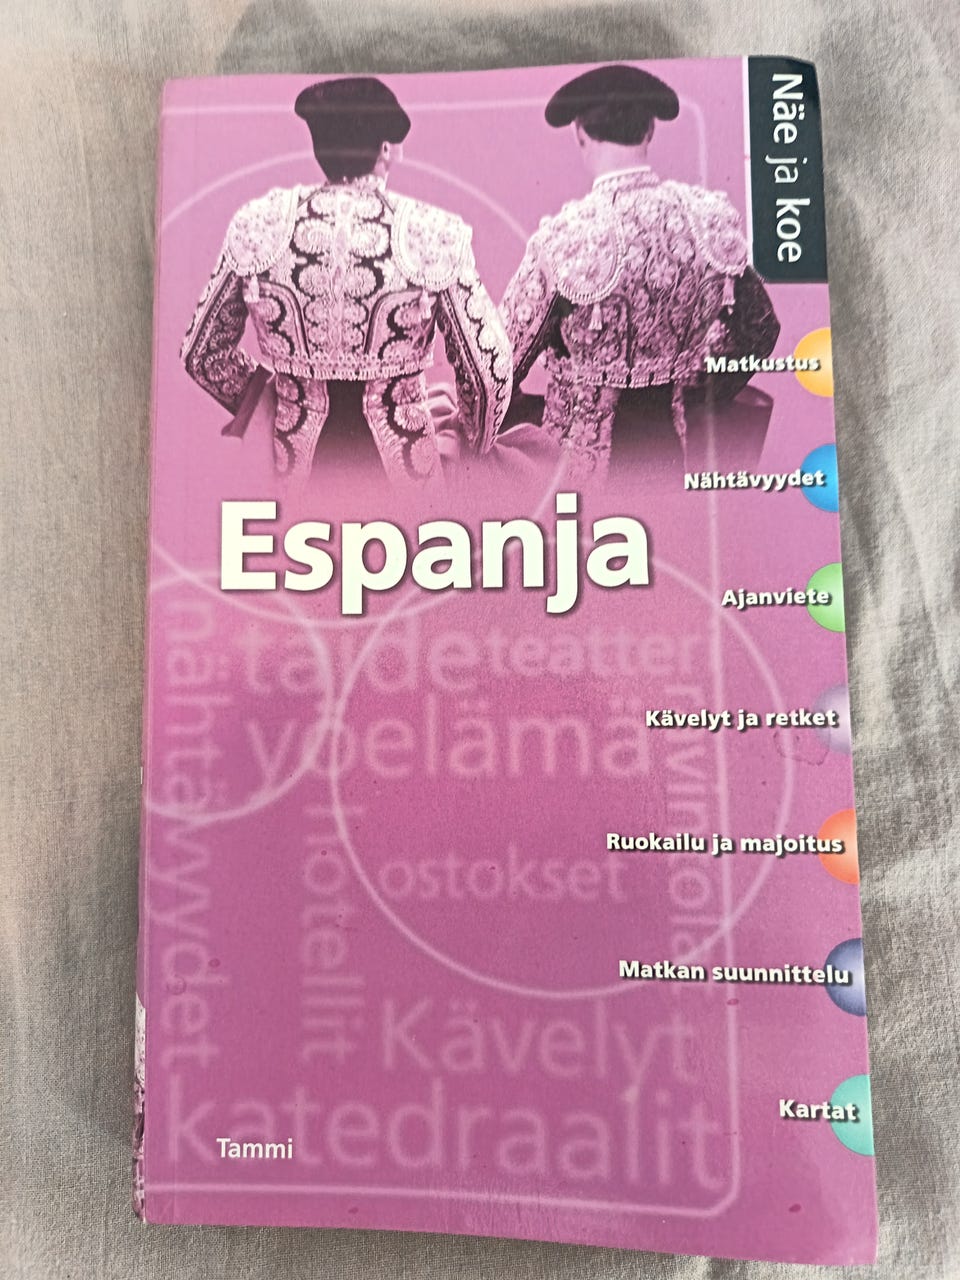 Näe ja koe
Matkustus
Nähtävyydet
Espanja
Ajanviete
nähtävyydet
taide
teatteri
Kävelyt ja retket
yöelämä
ravintolat
hotellit
Ruokailu ja majoitus
ostokset
Matkan suunnittelu
Kävelyt
katedraalit
Kartat
Tammi